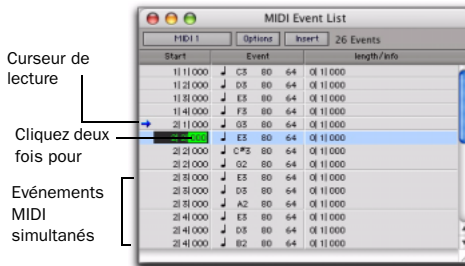 MIDI Event List
MIDI 1 Options Insert 26 Events
Start Event length/info
1| 1| 000 C3 80 64 0| 1| 000
1| 2| 000 D3 80 64 0| 1| 000
1| 3| 000 E3 80 64 0| 1| 000
1| 4| 000 F3 80 64 0| 1| 000
2| 1| 000 G3 80 64 0| 1| 000
2| 2| 000 E3 80 64 0| 1| 000
2| 2| 000 C#3 80 64 0| 1| 000
2| 2| 000 G2 80 64 0| 1| 000
2| 3| 000 E3 80 64 0| 1| 000
2| 3| 000 D3 80 64 0| 1| 000
2| 3| 000 A2 80 64 0| 1| 000
2| 4| 000 E3 80 64 0| 1| 000
2| 4| 000 D3 80 64 0| 1| 000
2| 4| 000 B2 80 64 0| 1| 000
Curseur de
lecture
Cliquez deux
fois pour
Evénements
MIDI
simultanés